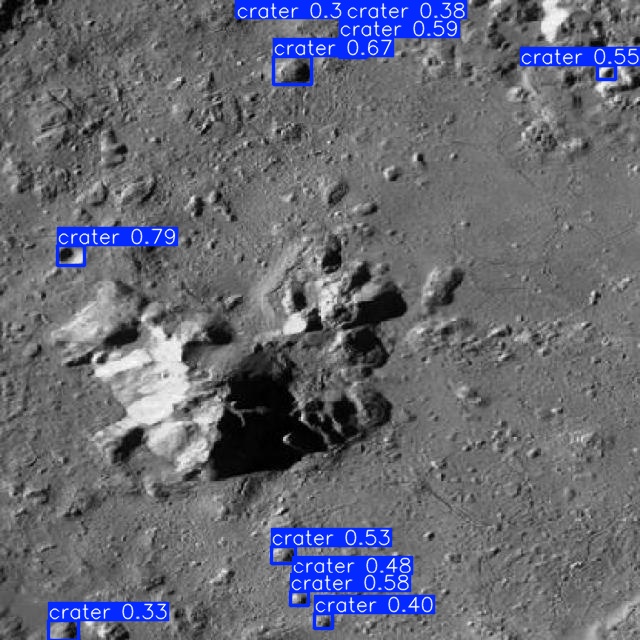 crater 0.3
crater 0.38
crater 0.59
crater 0.67
crater 0.55
crater 0.79
crater 0.53
crater 0.48
crater 0.58
crater 0.40
crater 0.33